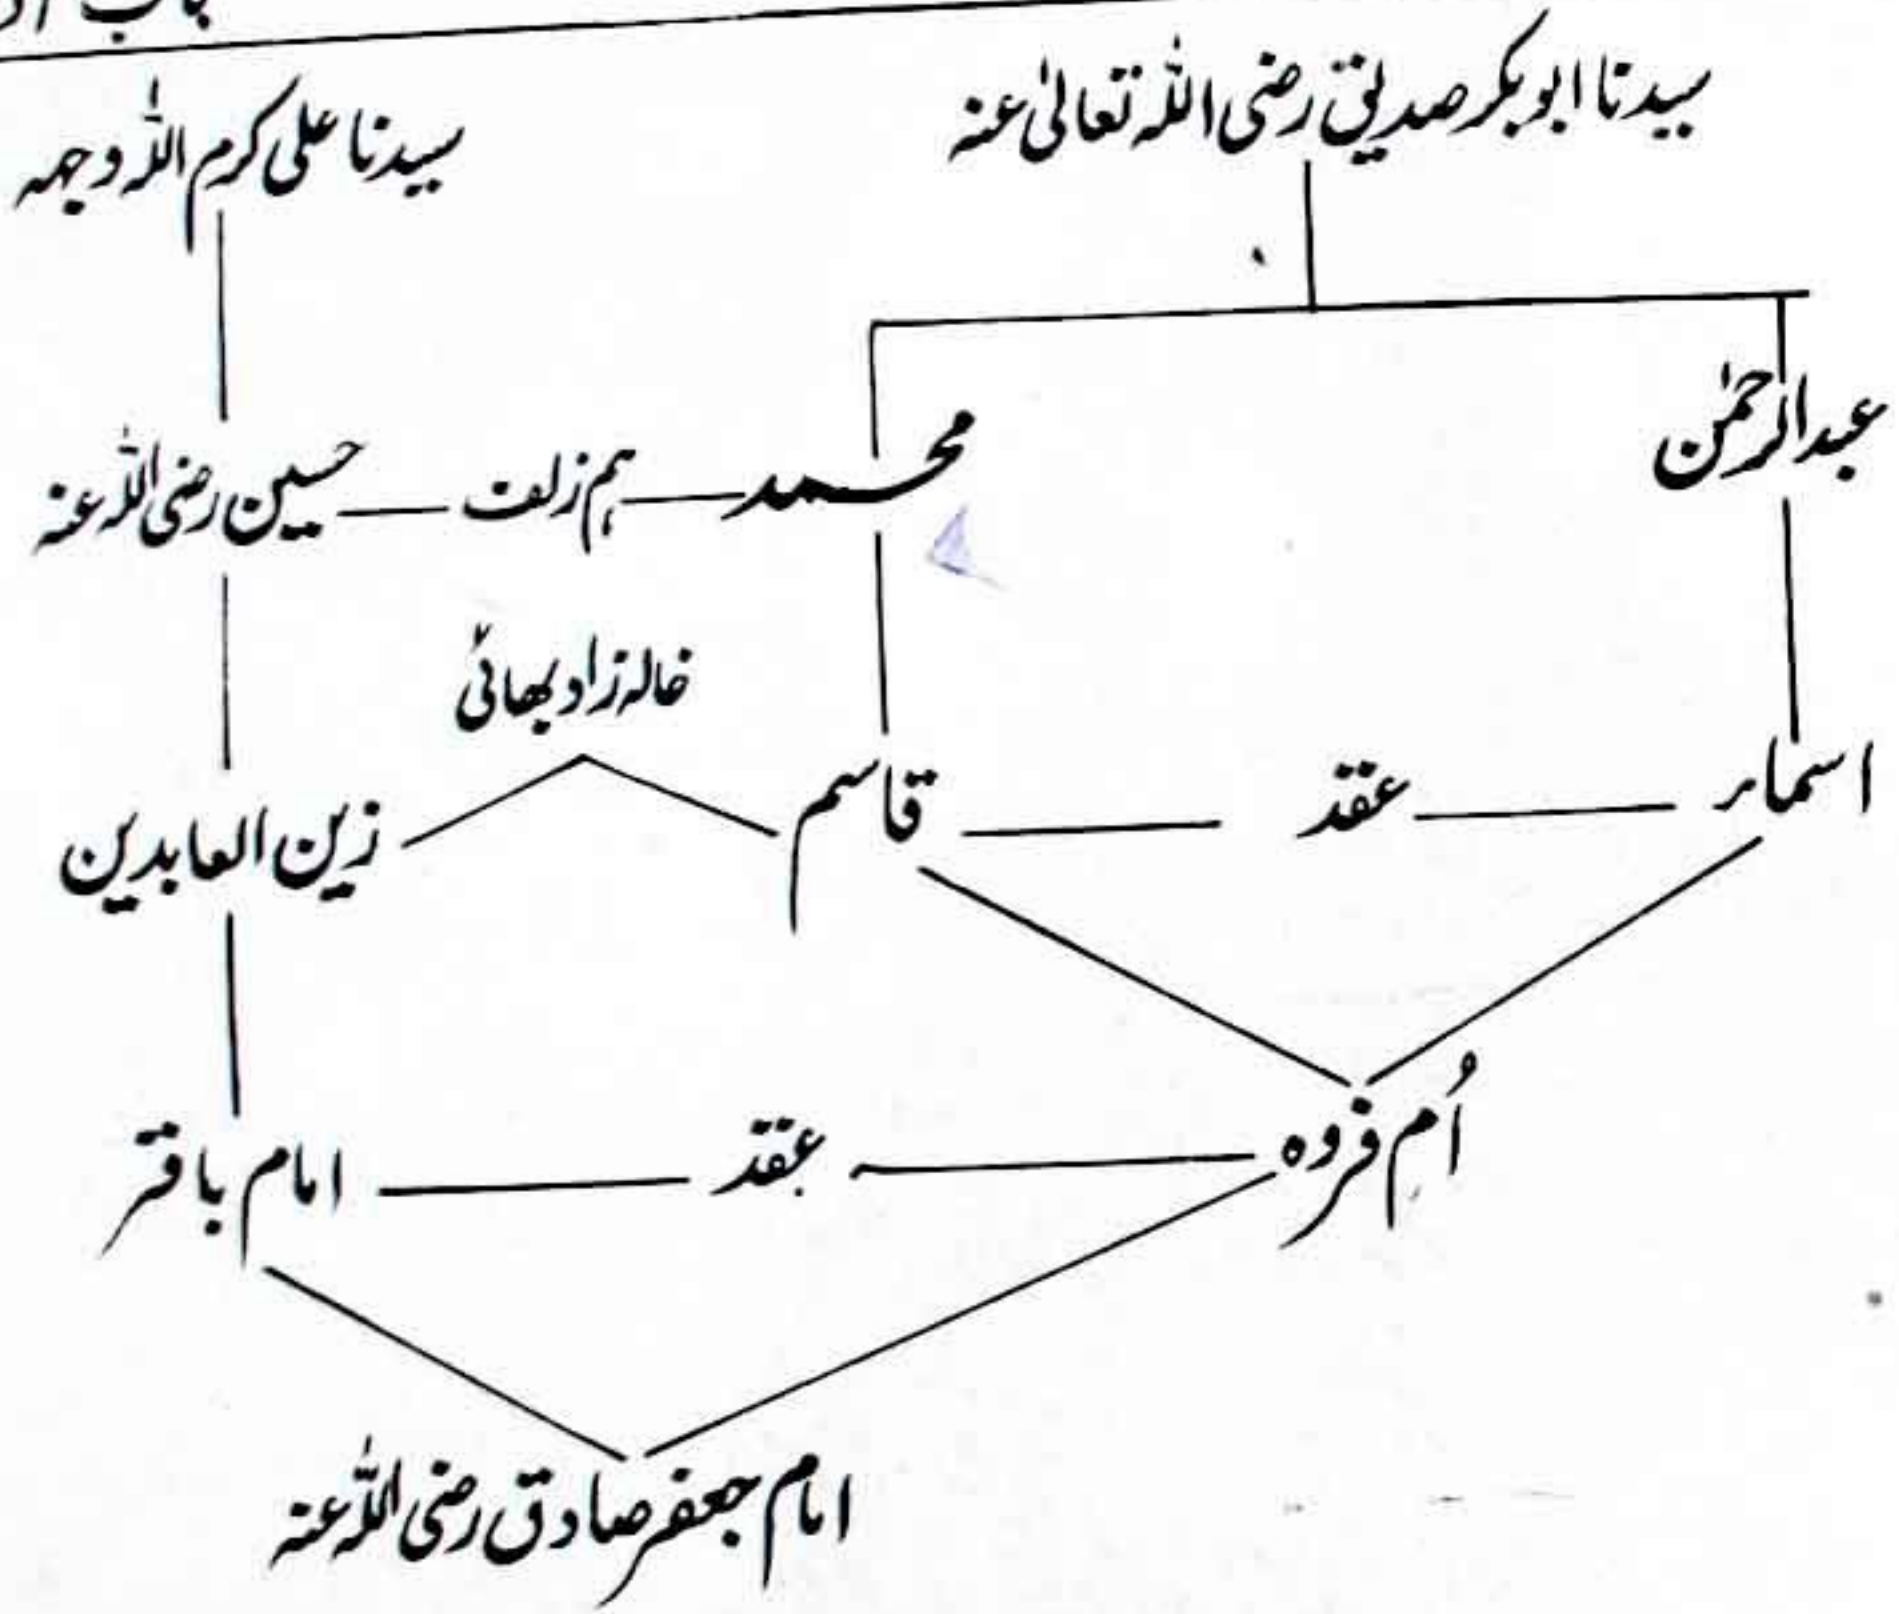 سیدنا ابوبکر صدیق رضی اللہ تعالیٰ عنہ
سیدنا علی کرم اللہ وجہہ
عبدالرحمٰن
محمد
ہم زلف
حسین رضی اللہ عنہ
خالہ زاد بھائی
اسماء
عقد
قاسم
زین العابدین
اُم فروہ
عقد
امام باقر
امام جعفر صادق رضی اللہ عنہ